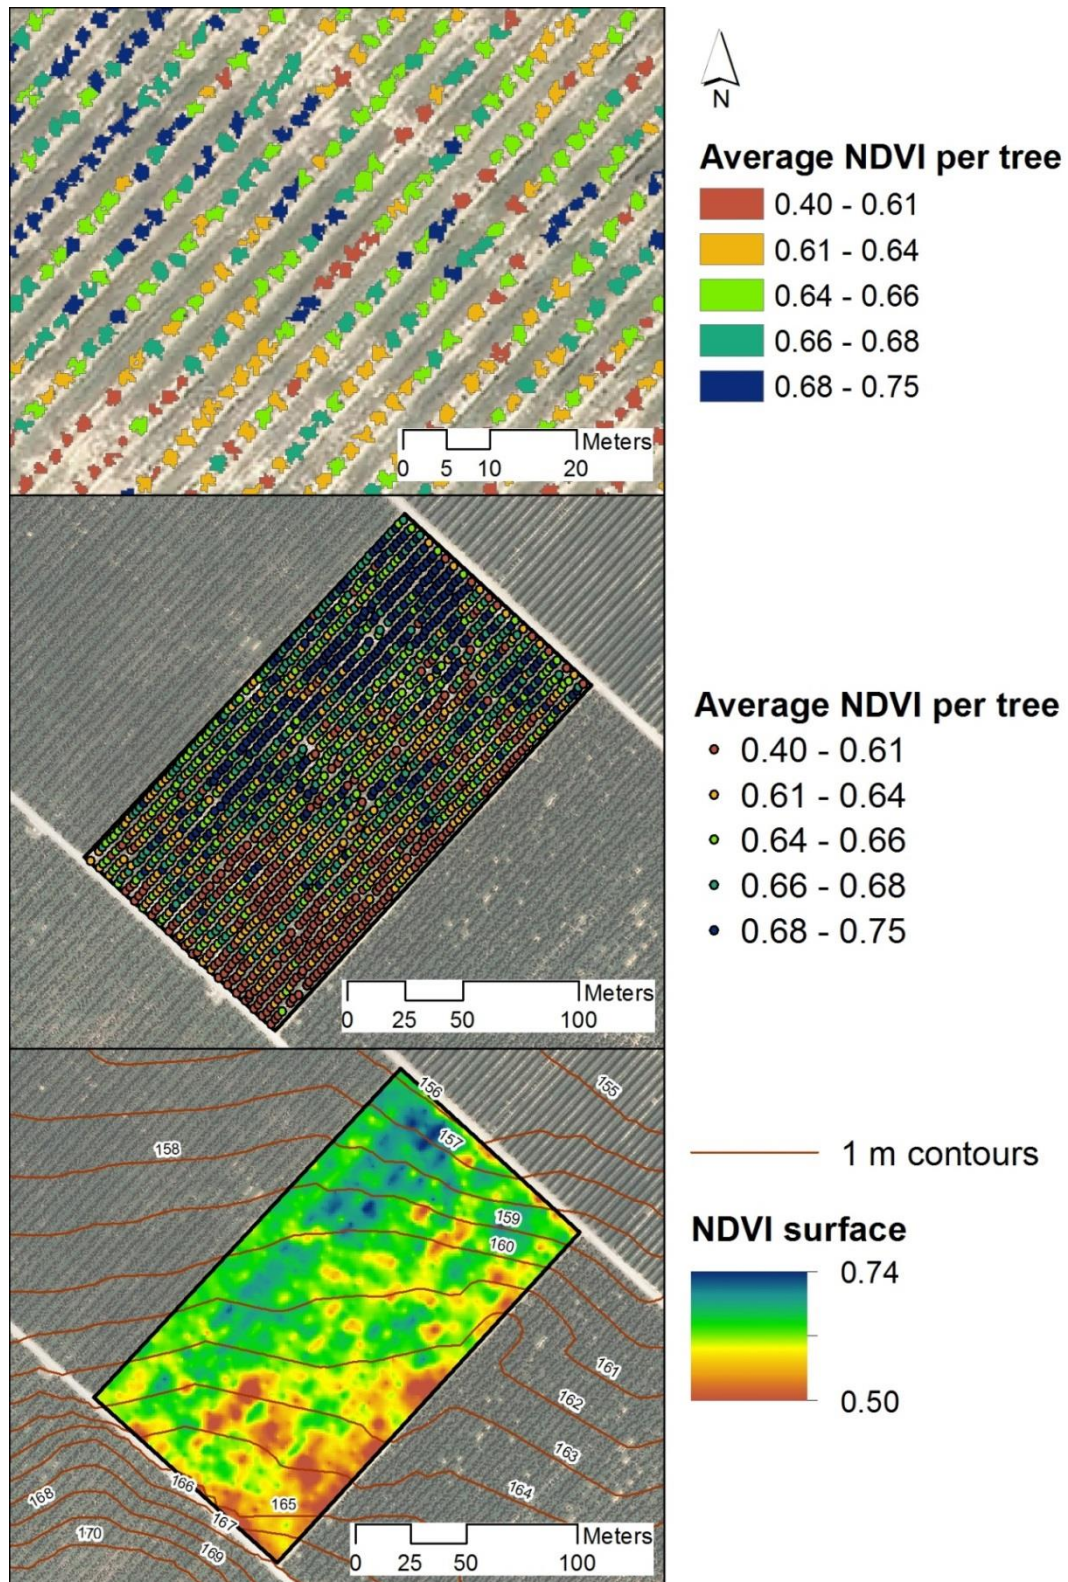 N
Average NDVI per tree
0.40 - 0.61
0.61 - 0.64
0.64 - 0.66
0.66 - 0.68
0.68 - 0.75
Meters
0 5 10 20
Average NDVI per tree
0.40 - 0.61
0.61 - 0.64
0.64 - 0.66
0.66 - 0.68
0.68 - 0.75
Meters
0 25 50 100
156
155
157
158
159
160
161
162
163
164
165
166
167
168
169
170
1 m contours
NDVI surface
0.74
0.50
Meters
0 25 50 100